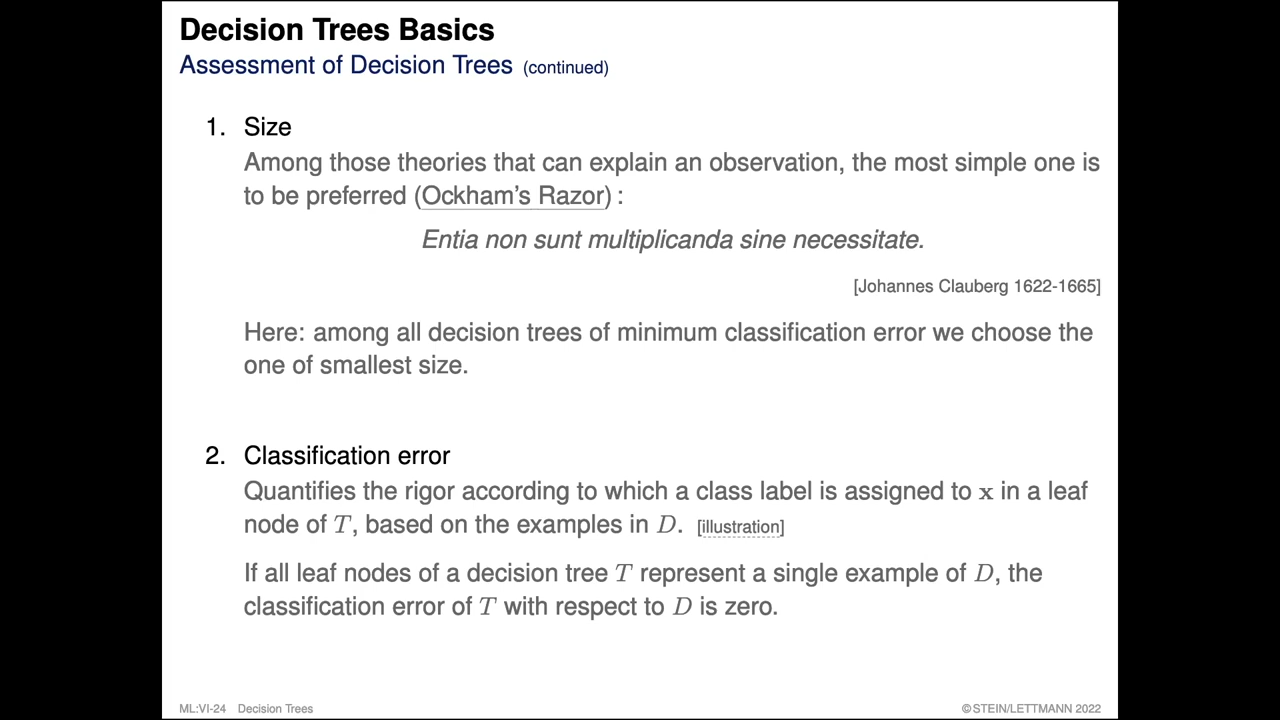 Decision Trees Basics
Assessment of Decision Trees (continued)
1. Size
Among those theories that can explain an observation, the most simple one is
to be preferred (Ockham's Razor) :
Entia non sunt multiplicanda sine necessitate.
[Johannes Clauberg 1622-1665]
Here: among all decision trees of minimum classification error we choose the
one of smallest size.
2. Classification error
Quantifies the rigor according to which a class label is assigned to x in a leaf
node of T, based on the examples in D. [illustration]
If all leaf nodes of a decision tree T represent a single example of D, the
classification error of T with respect to D is zero.
ML:VI-24 Decision Trees ©STEIN/LETTMANN 2022